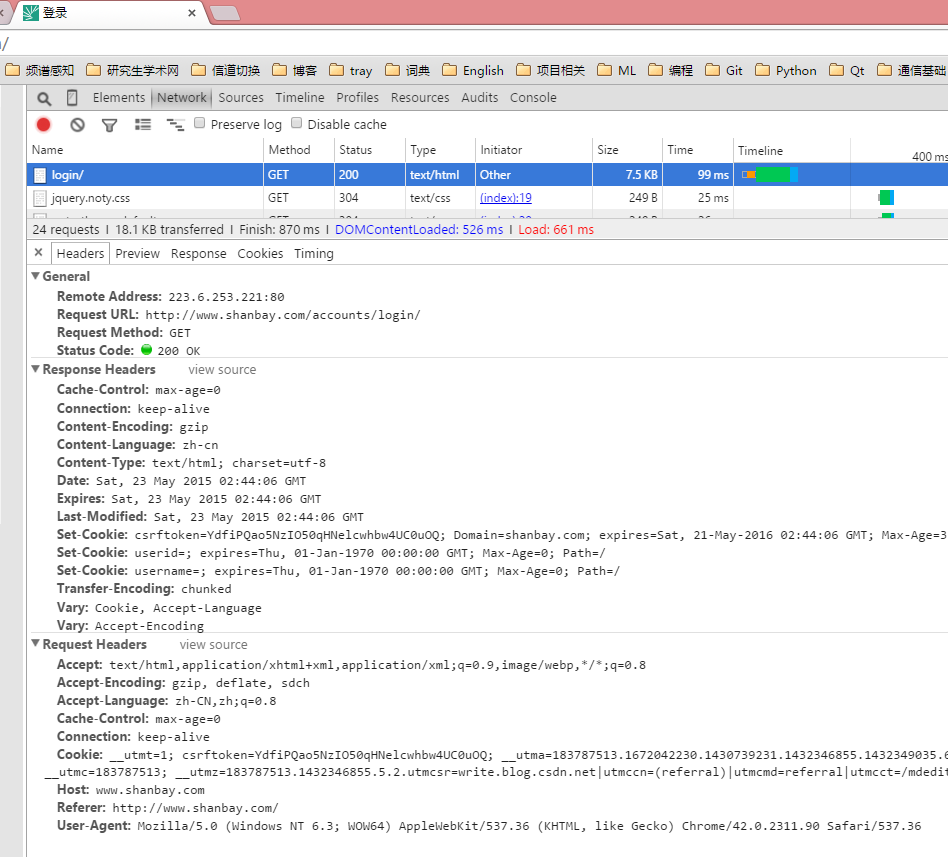 登录
/
频谱感知 研究生学术网 信道切换 博客 tray 词典 English 项目相关 ML 编程 Git Python Qt 通信基础
Elements Network Sources Timeline Profiles Resources Audits Console
Preserve log Disable cache
Name Method Status Type Initiator Size Time Timeline
400 ms
login/ GET 200 text/html Other 7.5 KB 99 ms
jquery.noty.css GET 304 text/css (index):19 249 B 25 ms
24 requests | 18.1 KB transferred | Finish: 870 ms | DOMContentLoaded: 526 ms | Load: 661 ms
× Headers Preview Response Cookies Timing
General
Remote Address: 223.6.253.221:80
Request URL: http://www.shanbay.com/accounts/login/
Request Method: GET
Status Code: 200 OK
Response Headers view source
Cache-Control: max-age=0
Connection: keep-alive
Content-Encoding: gzip
Content-Language: zh-cn
Content-Type: text/html; charset=utf-8
Date: Sat, 23 May 2015 02:44:06 GMT
Expires: Sat, 23 May 2015 02:44:06 GMT
Last-Modified: Sat, 23 May 2015 02:44:06 GMT
Set-Cookie: csrftoken=YdfiPQao5NzIO50qHNelcwhbw4UC0uOQ; Domain=shanbay.com; expires=Sat, 21-May-2016 02:44:06 GMT; Max-Age=3
Set-Cookie: userid=; expires=Thu, 01-Jan-1970 00:00:00 GMT; Max-Age=0; Path=/
Set-Cookie: username=; expires=Thu, 01-Jan-1970 00:00:00 GMT; Max-Age=0; Path=/
Transfer-Encoding: chunked
Vary: Cookie, Accept-Language
Vary: Accept-Encoding
Request Headers view source
Accept: text/html,application/xhtml+xml,application/xml;q=0.9,image/webp,*/*;q=0.8
Accept-Encoding: gzip, deflate, sdch
Accept-Language: zh-CN,zh;q=0.8
Cache-Control: max-age=0
Connection: keep-alive
Cookie: __utmt=1; csrftoken=YdfiPQao5NzIO50qHNelcwhbw4UC0uOQ; __utma=183787513.1672042230.1430739231.1432346855.1432349035.6
__utmc=183787513; __utmz=183787513.1432346855.5.2.utmcsr=write.blog.csdn.net|utmccn=(referral)|utmcmd=referral|utmcct=/mdedit
Host: www.shanbay.com
Referer: http://www.shanbay.com/
User-Agent: Mozilla/5.0 (Windows NT 6.3; WOW64) AppleWebKit/537.36 (KHTML, like Gecko) Chrome/42.0.2311.90 Safari/537.36